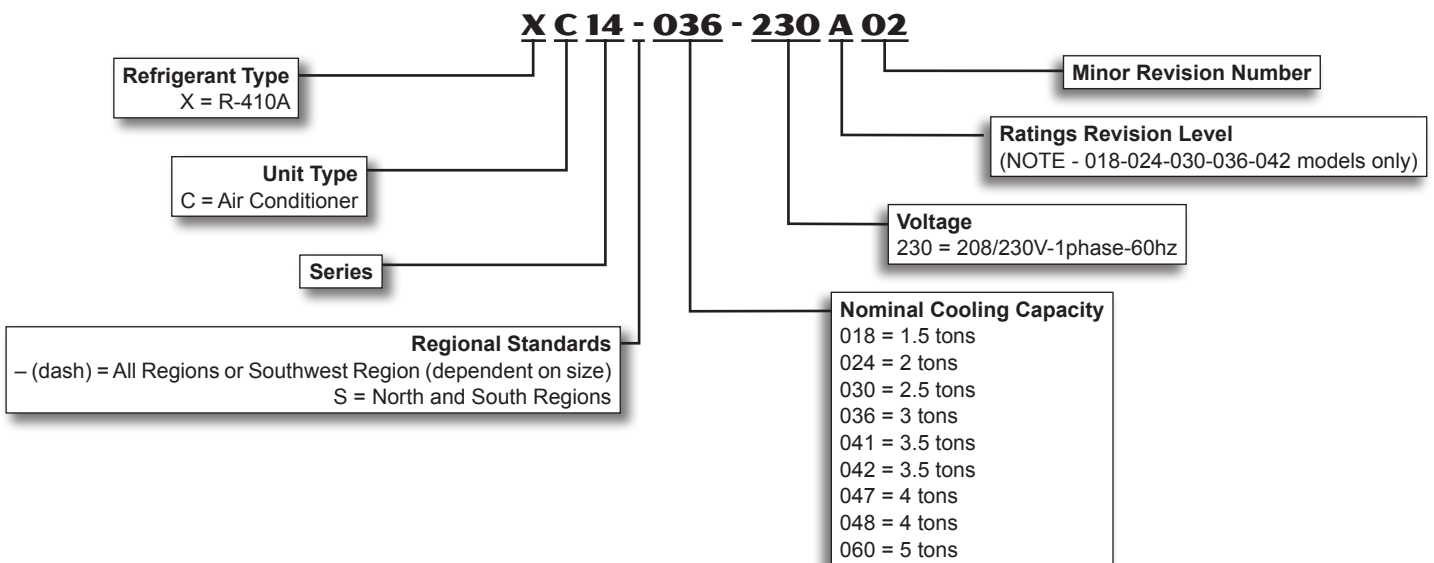 XC14-036-230A02
Refrigerant Type
X = R-410A
Unit Type
C = Air Conditioner
Series
Regional Standards
– (dash) = All Regions or Southwest Region (dependent on size)
S = North and South Regions
Minor Revision Number
Ratings Revision Level
(NOTE - 018-024-030-036-042 models only)
Voltage
230 = 208/230V-1phase-60hz
Nominal Cooling Capacity
018 = 1.5 tons
024 = 2 tons
030 = 2.5 tons
036 = 3 tons
041 = 3.5 tons
042 = 3.5 tons
047 = 4 tons
048 = 4 tons
060 = 5 tons